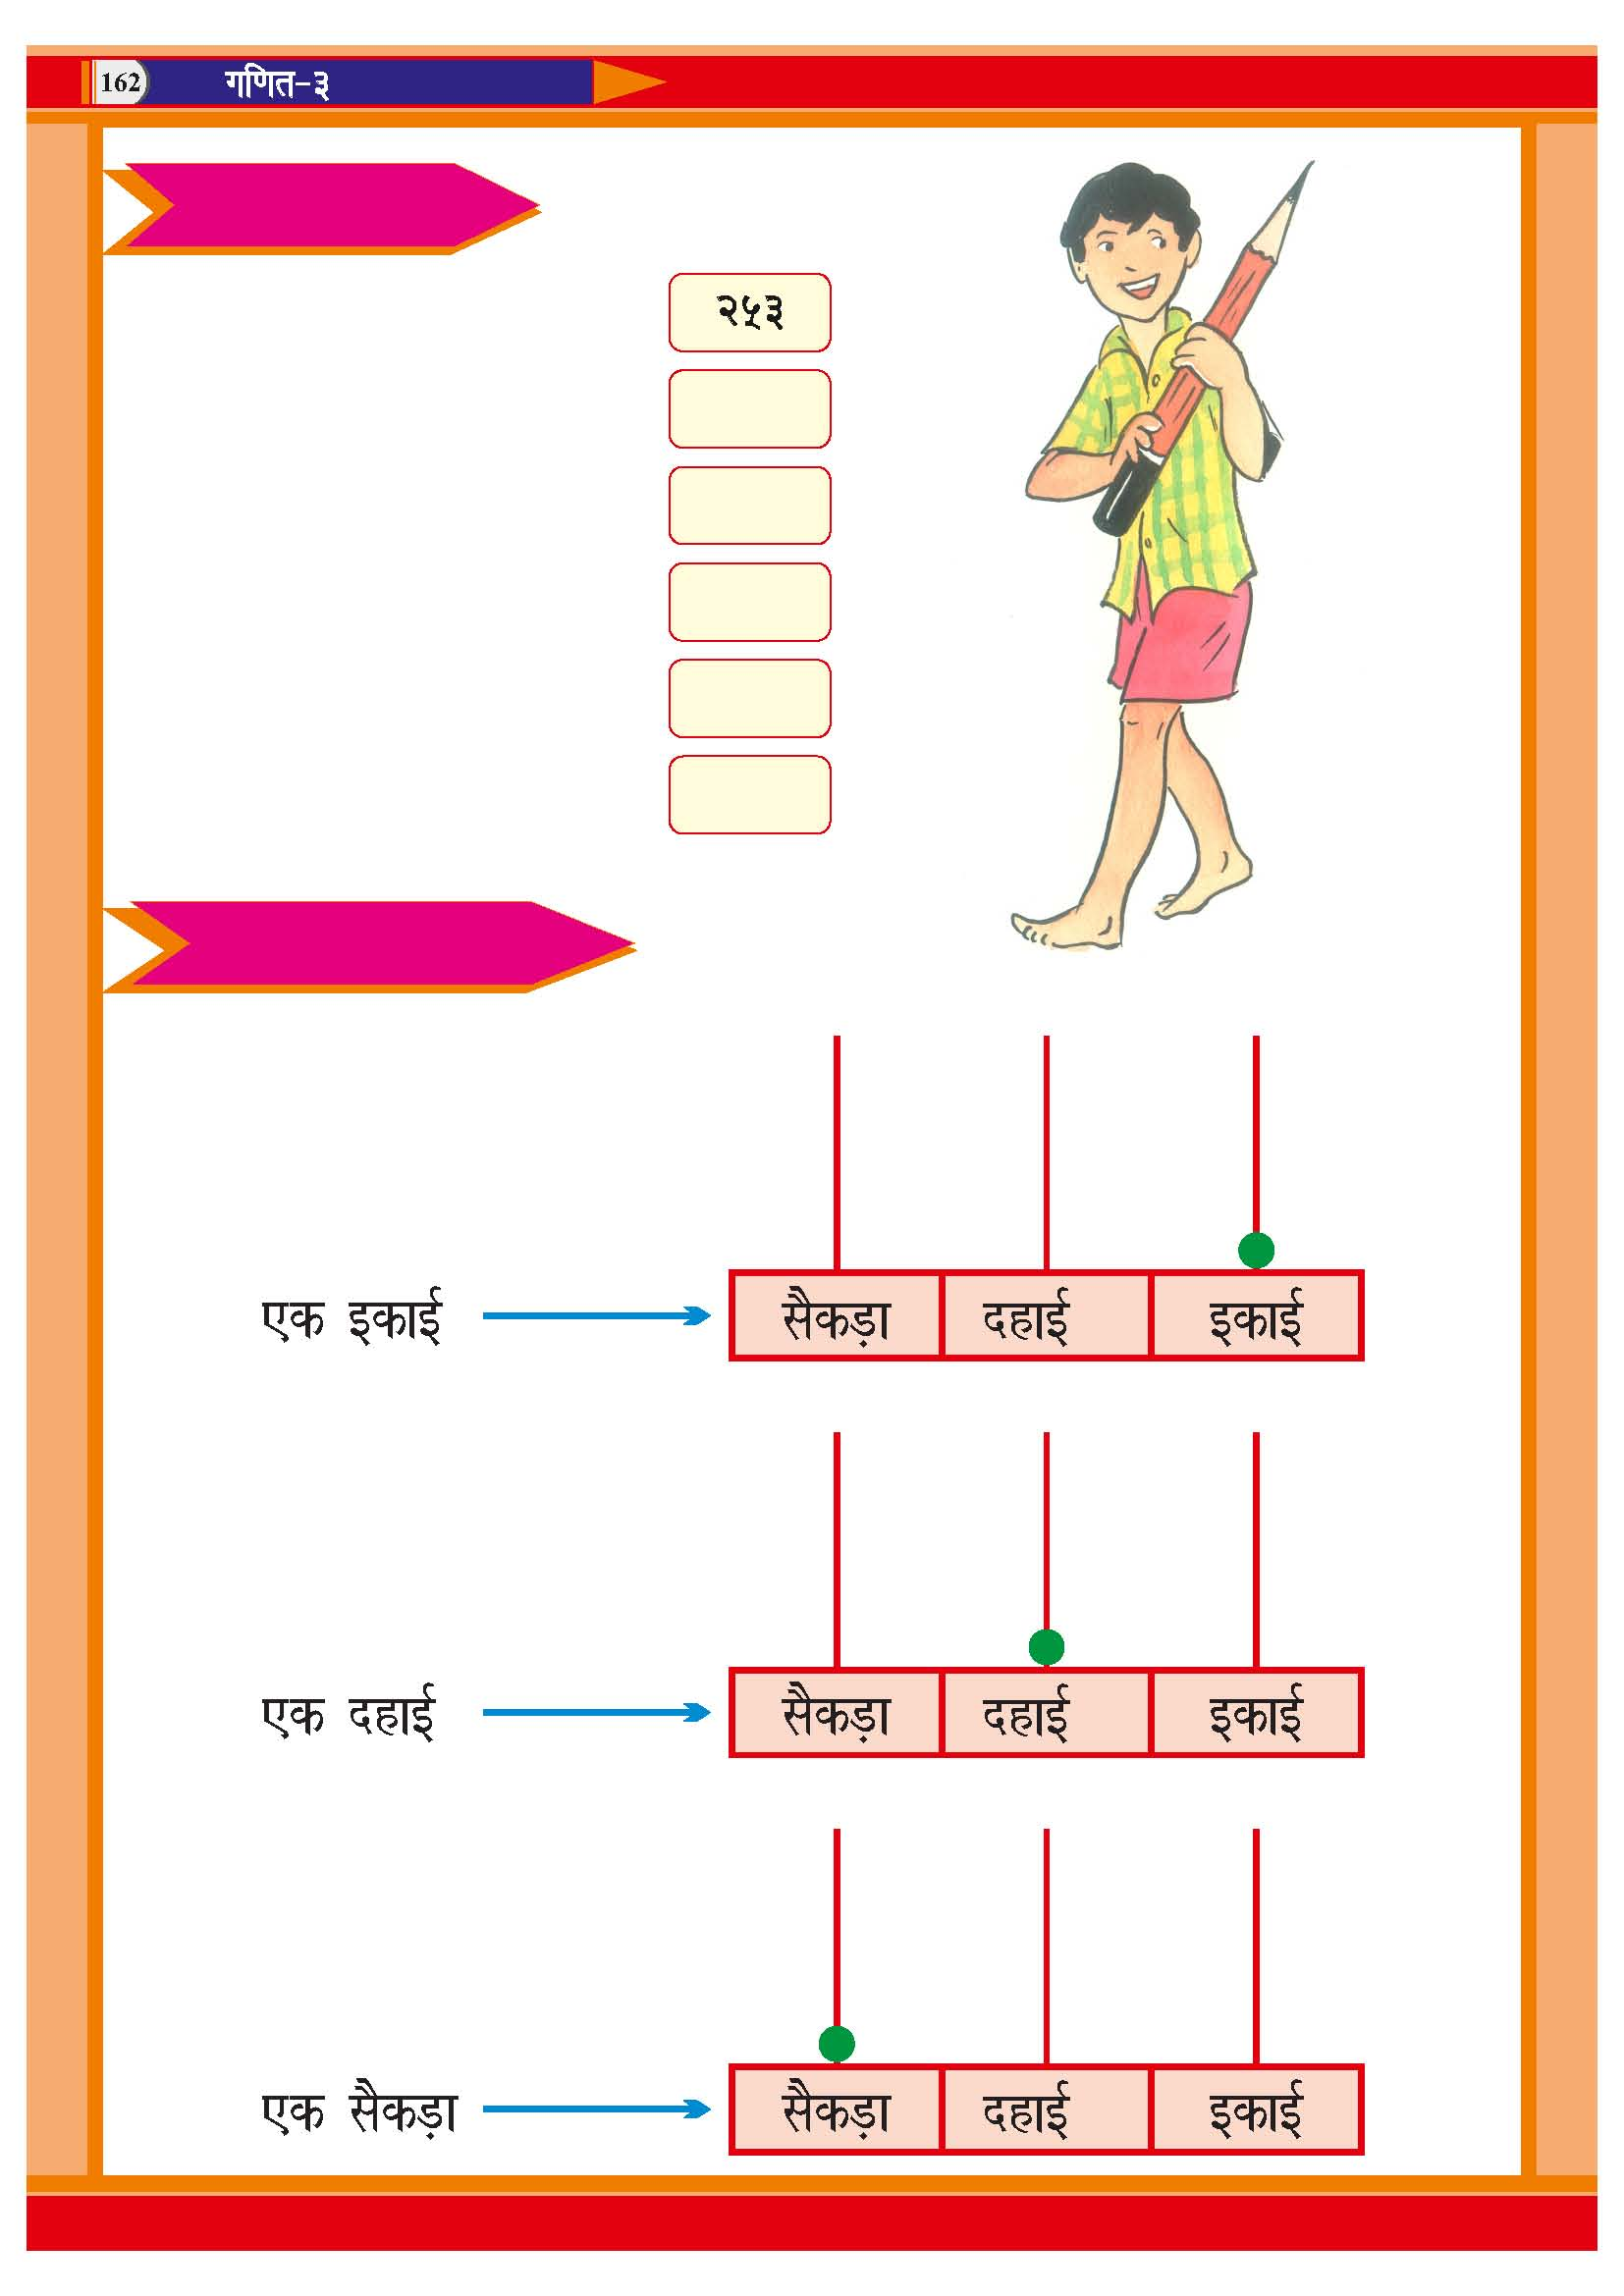 162 गणित-३
२५३
एक इकाई सैकड़ा दहाई इकाई
एक दहाई सैकड़ा दहाई इकाई
एक सैकड़ा सैकड़ा दहाई इकाई